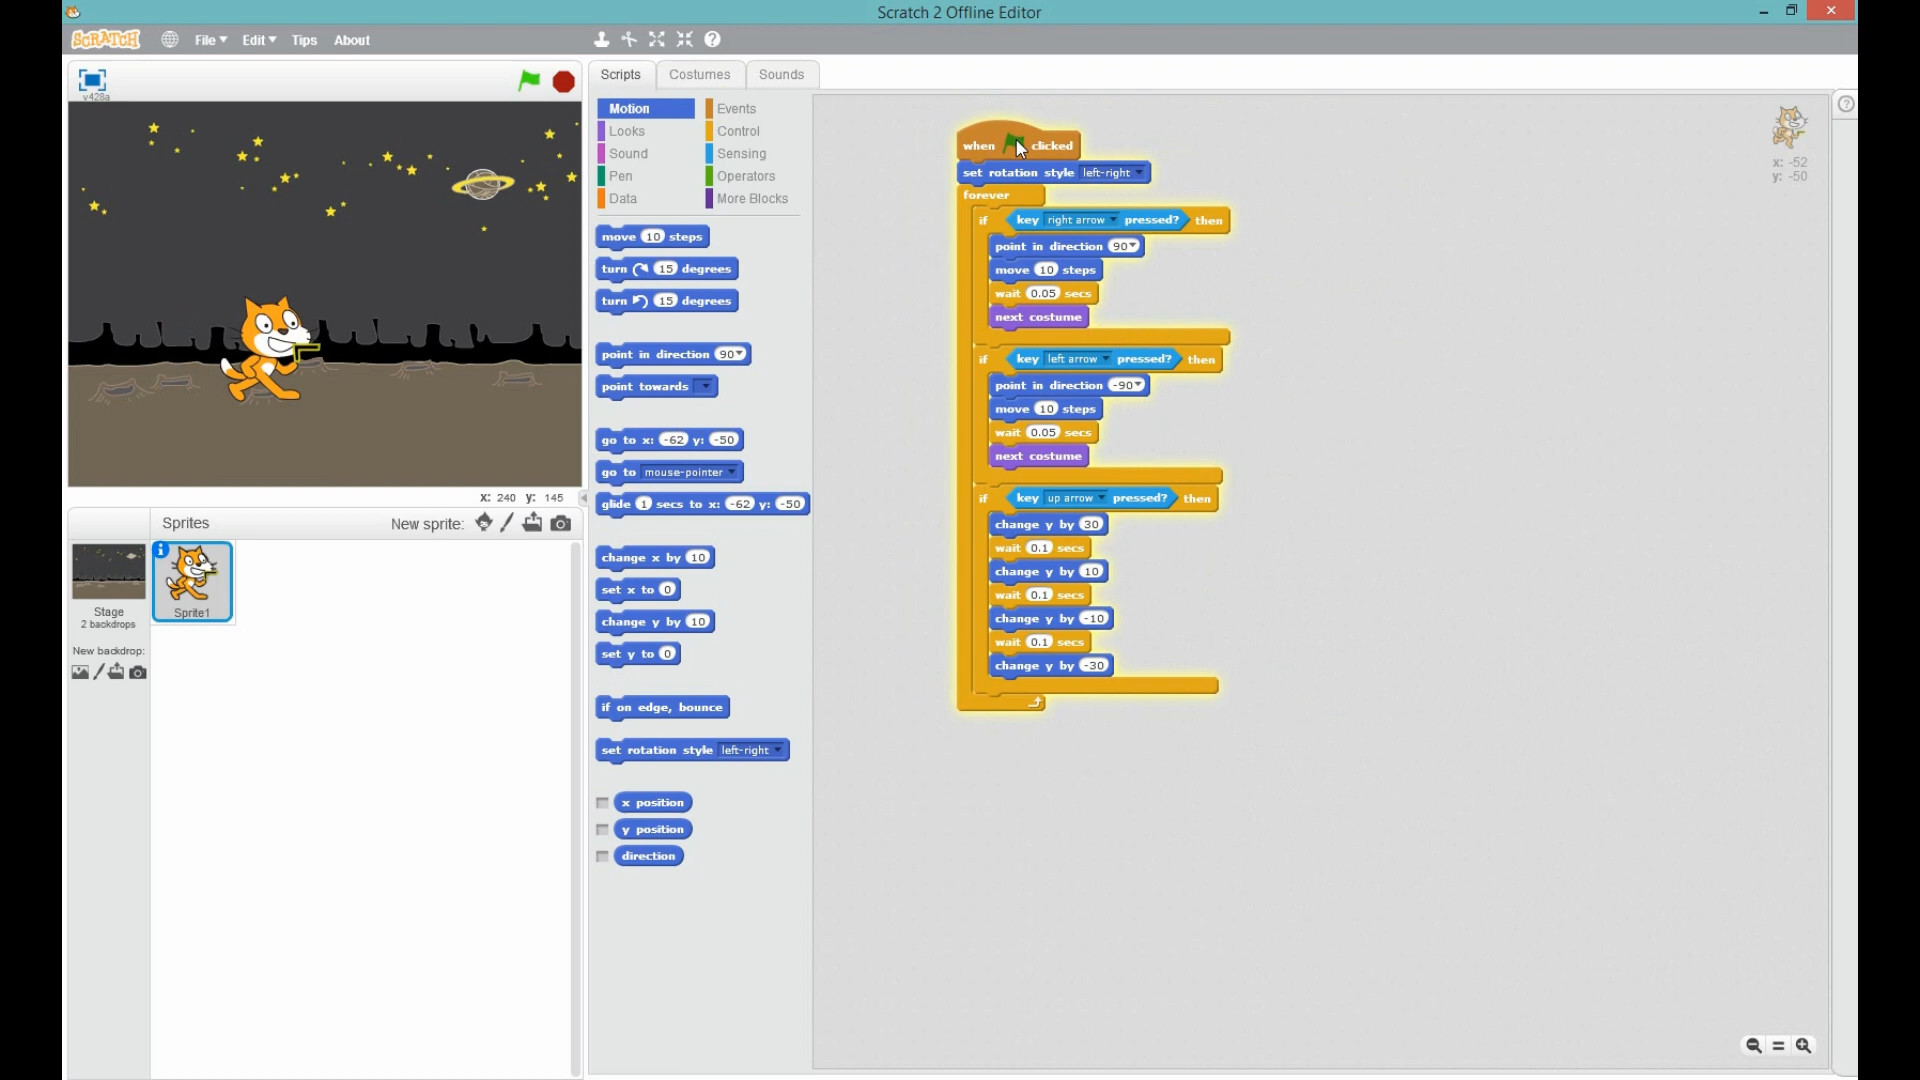 Scratch 2 Offline Editor
SCRATCH File Edit Tips About
v428a
Scripts Costumes Sounds
Motion Events
Looks Control
Sound Sensing
Pen Operators
Data More Blocks
move 10 steps
turn 15 degrees
turn 15 degrees
point in direction 90
point towards
go to x: -62 y: -50
go to mouse-pointer
glide 1 secs to x: -62 y: -50
change x by 10
set x to 0
change y by 10
set y to 0
if on edge, bounce
set rotation style left-right
x position
y position
direction
when clicked
set rotation style left-right
forever
if key right arrow pressed? then
point in direction 90
move 10 steps
wait 0.05 secs
next costume
if key left arrow pressed? then
point in direction -90
move 10 steps
wait 0.05 secs
next costume
if key up arrow pressed? then
change y by 30
wait 0.1 secs
change y by 10
wait 0.1 secs
change y by -10
wait 0.1 secs
change y by -30
x: -52
y: -50
x: 240 y: 145
Sprites New sprite:
Sprite1
Stage
2 backdrops
New backdrop: